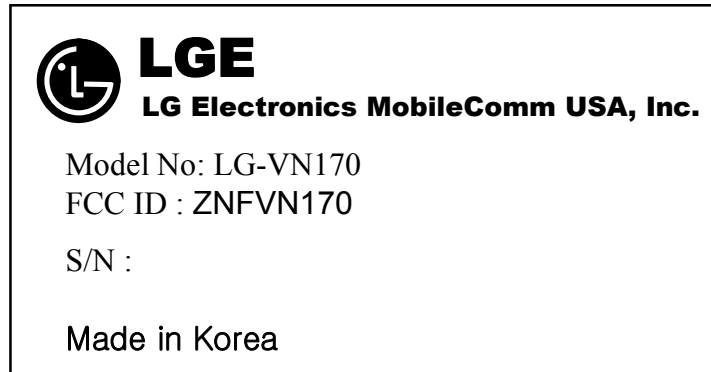 LGE
LG Electronics MobileComm USA, Inc.
Model No: LG-VN170
FCC ID : ZNFVN170
S/N :
Made in Korea